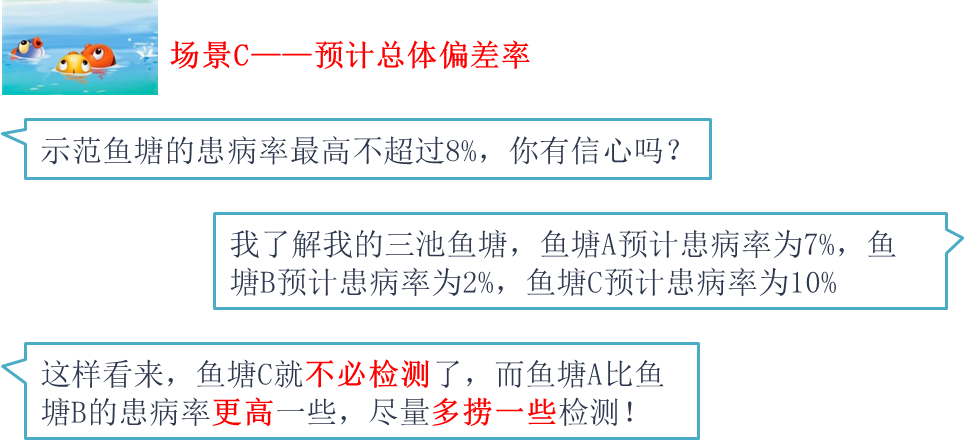 场景C——预计总体偏差率
示范鱼塘的患病率最高不超过8%，你有信心吗？
我了解我的三池鱼塘，鱼塘A预计患病率为7%，鱼
塘B预计患病率为2%，鱼塘C预计患病率为10%
这样看来，鱼塘C就不必检测了，而鱼塘A比鱼
塘B的患病率更高一些，尽量多捞一些检测！